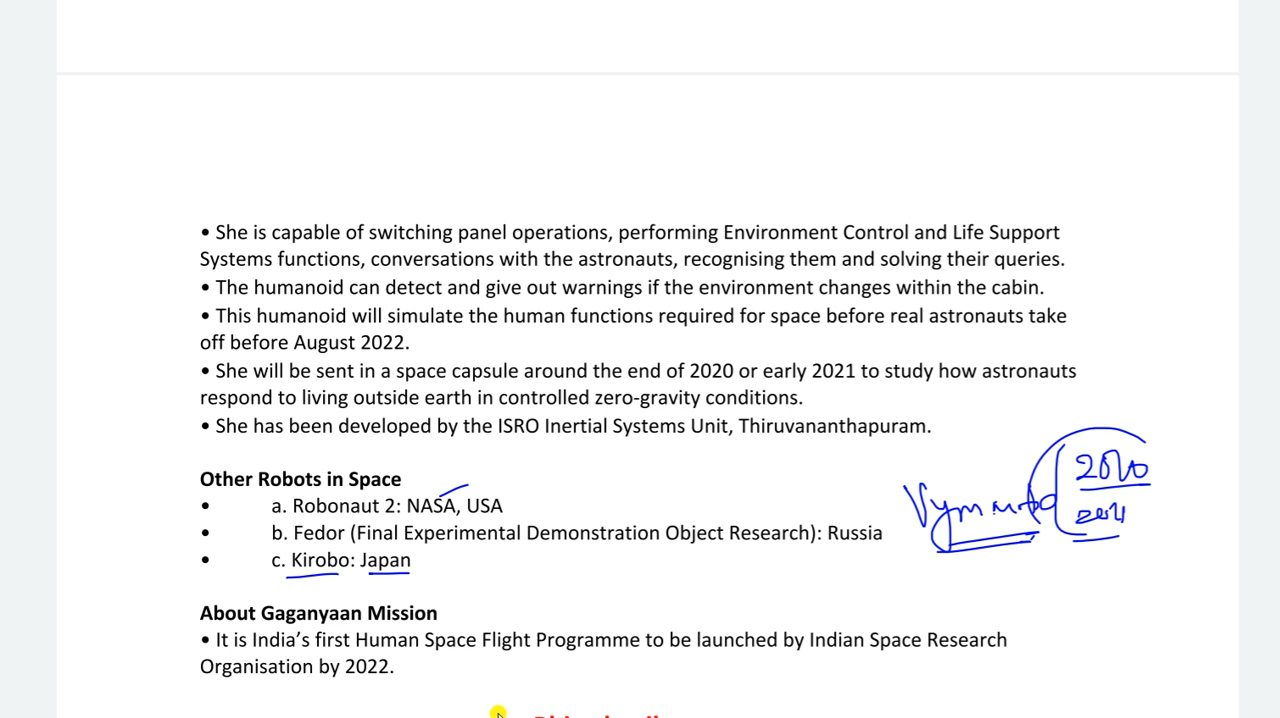 • She is capable of switching panel operations, performing Environment Control and Life Support
Systems functions, conversations with the astronauts, recognising them and solving their queries.
• The humanoid can detect and give out warnings if the environment changes within the cabin.
• This humanoid will simulate the human functions required for space before real astronauts take
off before August 2022.
• She will be sent in a space capsule around the end of 2020 or early 2021 to study how astronauts
respond to living outside earth in controlled zero-gravity conditions.
• She has been developed by the ISRO Inertial Systems Unit, Thiruvananthapuram.
2020
Other Robots in Space
• a. Robonaut 2: NASA, USA
2021
• b. Fedor (Final Experimental Demonstration Object Research): Russia
• c. Kirobo: Japan
About Gaganyaan Mission
• It is India’s first Human Space Flight Programme to be launched by Indian Space Research
Organisation by 2022.